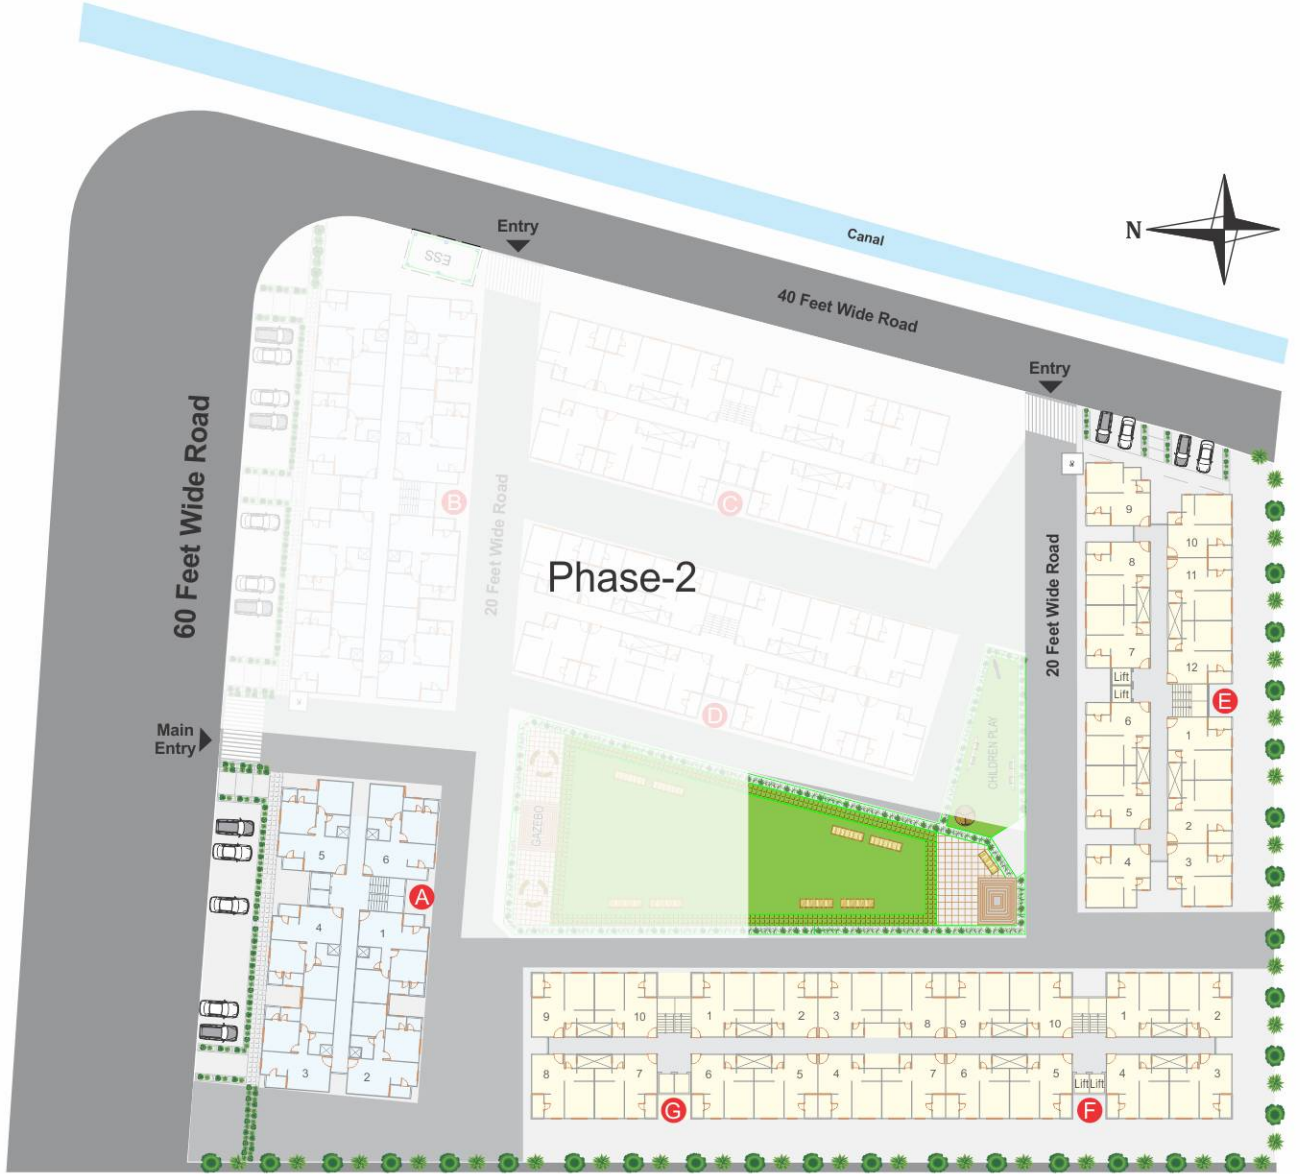 Entry
Canal
N
ESS
40 Feet Wide Road
Entry
60 Feet Wide Road
B
20 Feet Wide Road
C
Phase-2
20 Feet Wide Road
9
10
8
11
7
12
Lift
Lift
E
6
1
5
2
4
3
D
CHILDREN PLAY
Main
Entry
GAZEBO
5
6
A
4
1
3
2
9
10
1
2
3
8
9
10
1
2
8
7
6
5
4
7
6
5
Lift
Lift
4
3
G
F